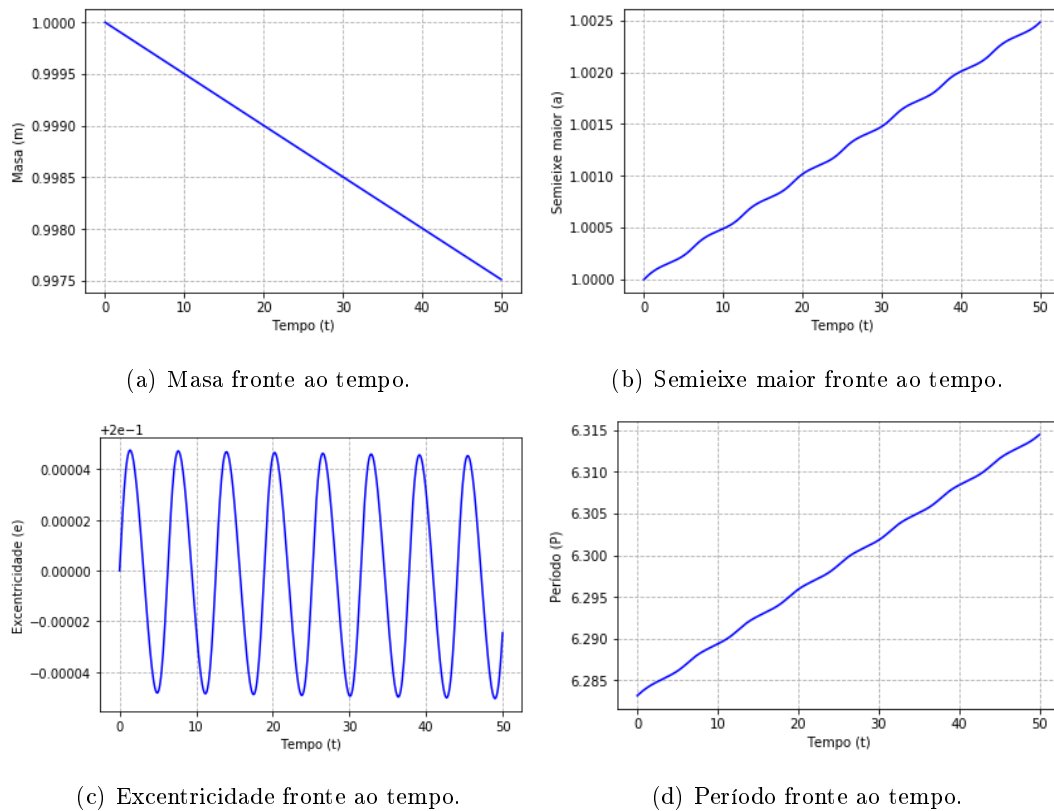 1.0000
0.9995
0.9990
0.9985
0.9980
0.9975
Masa (m)
0 10 20 30 40 50
Tempo (t)
(a) Masa fronte ao tempo.
1.0025
1.0020
1.0015
1.0010
1.0005
1.0000
Semieixe maior (a)
0 10 20 30 40 50
Tempo (t)
(b) Semieixe maior fronte ao tempo.
+2e−1
0.00004
0.00002
0.00000
−0.00002
−0.00004
Excentricidade (e)
0 10 20 30 40 50
Tempo (t)
(c) Excentricidade fronte ao tempo.
6.315
6.310
6.305
6.300
6.295
6.290
6.285
Período (P)
0 10 20 30 40 50
Tempo (t)
(d) Período fronte ao tempo.